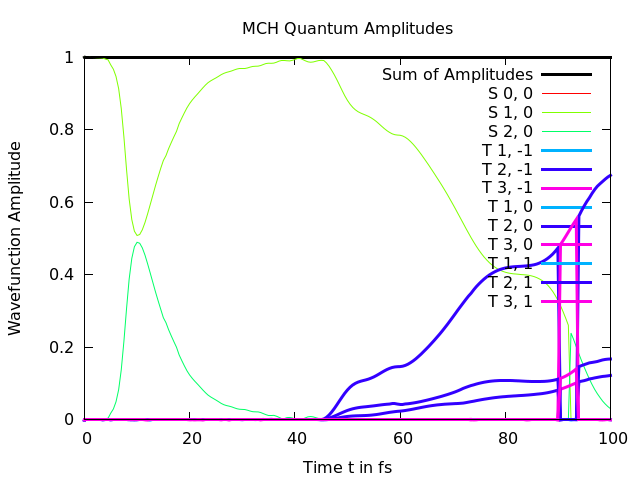 MCH Quantum Amplitudes
Wavefunction Amplitude
1
0.8
0.6
0.4
0.2
0
Sum of Amplitudes
S 0, 0
S 1, 0
S 2, 0
T 1, -1
T 2, -1
T 3, -1
T 1, 0
T 2, 0
T 3, 0
T 1, 1
T 2, 1
T 3, 1
0 20 40 60 80 100
Time t in fs